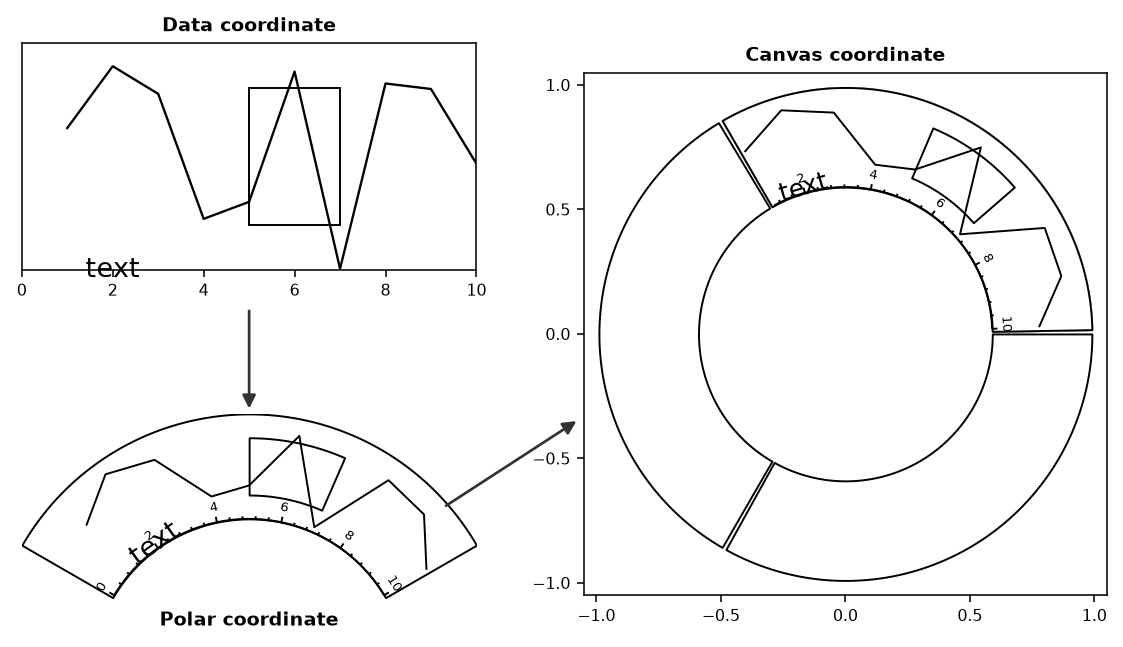 Data coordinate
text
0 2 4 6 8 10
0 2 4 6 8 10
text
Polar coordinate
Canvas coordinate
1.0
0.5
0.0
−0.5
−1.0
2 4 6 8 10
text
−1.0 −0.5 0.0 0.5 1.0